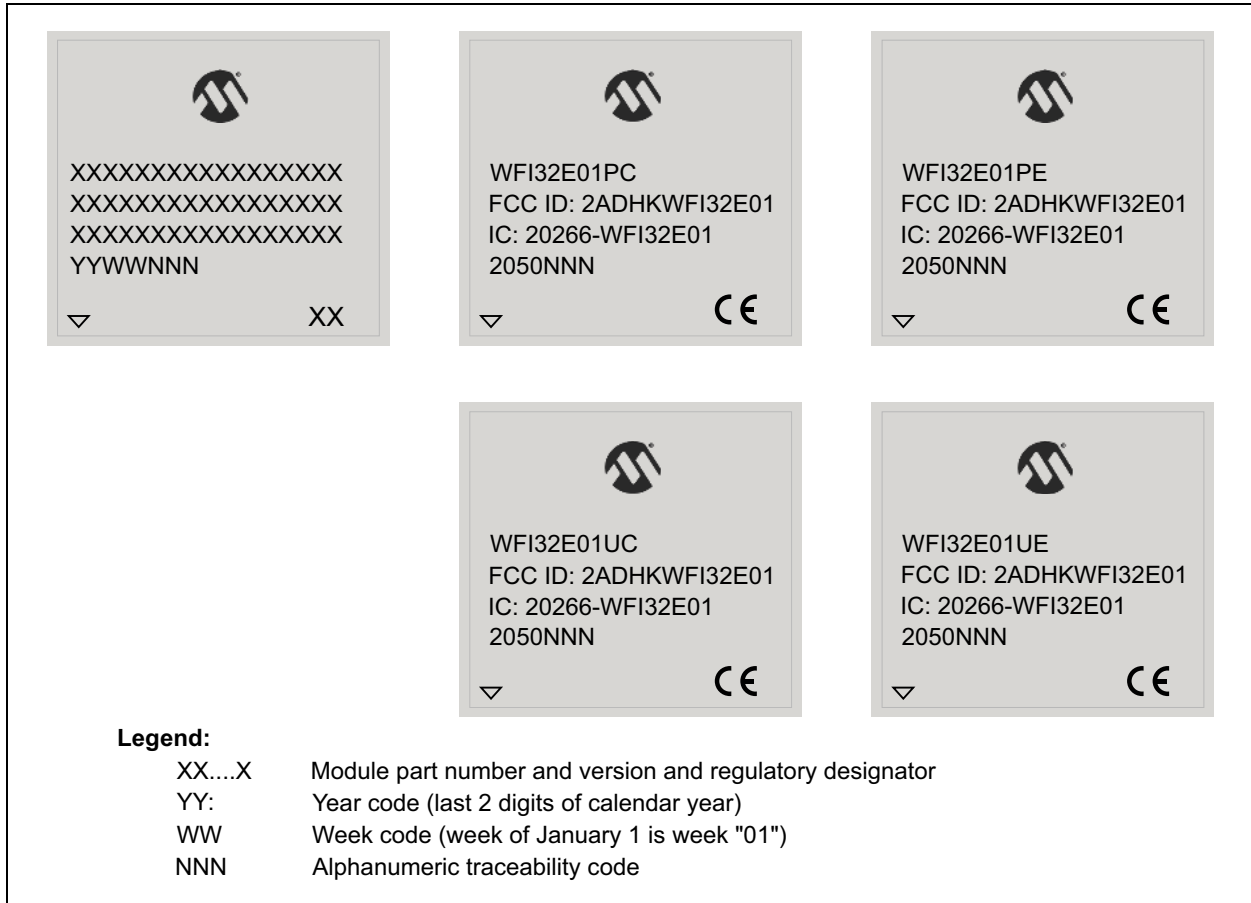 XXXXXXXXXXXXXXXXX
XXXXXXXXXXXXXXXXX
XXXXXXXXXXXXXXXXX
YYWWNNN
XX
WFI32E01PC
FCC ID: 2ADHKWFI32E01
IC: 20266-WFI32E01
2050NNN
CE
WFI32E01PE
FCC ID: 2ADHKWFI32E01
IC: 20266-WFI32E01
2050NNN
CE
WFI32E01UC
FCC ID: 2ADHKWFI32E01
IC: 20266-WFI32E01
2050NNN
CE
WFI32E01UE
FCC ID: 2ADHKWFI32E01
IC: 20266-WFI32E01
2050NNN
CE
Legend:
XX....X Module part number and version and regulatory designator
YY: Year code (last 2 digits of calendar year)
WW Week code (week of January 1 is week "01")
NNN Alphanumeric traceability code